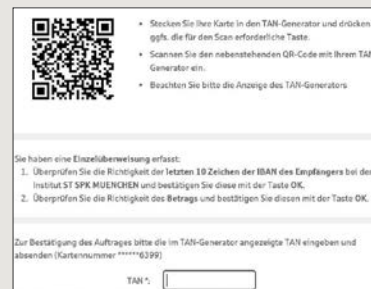 • Stecken Sie Ihre Karte in den TAN-Generator und drücken
ggfs. die für den Scan erforderliche Taste.
• Scannen Sie den nebenstehenden QR-Code mit Ihrem TAN
Generator ein.
• Beachten Sie bitte die Anzeige des TAN-Generators
Sie haben eine Einzelüberweisung erfasst:
1. Überprüfen Sie die Richtigkeit der letzten 10 Zeichen der IBAN des Empfängers bei der
Institut ST SPK MUENCHEN und bestätigen Sie diese mit der Taste OK.
2. Überprüfen Sie die Richtigkeit des Betrags und bestätigen Sie diesen mit der Taste OK.
Zur Bestätigung des Auftrages bitte die im TAN-Generator angezeigte TAN eingeben und
absenden (Kartennummer ******6399)
TAN *: